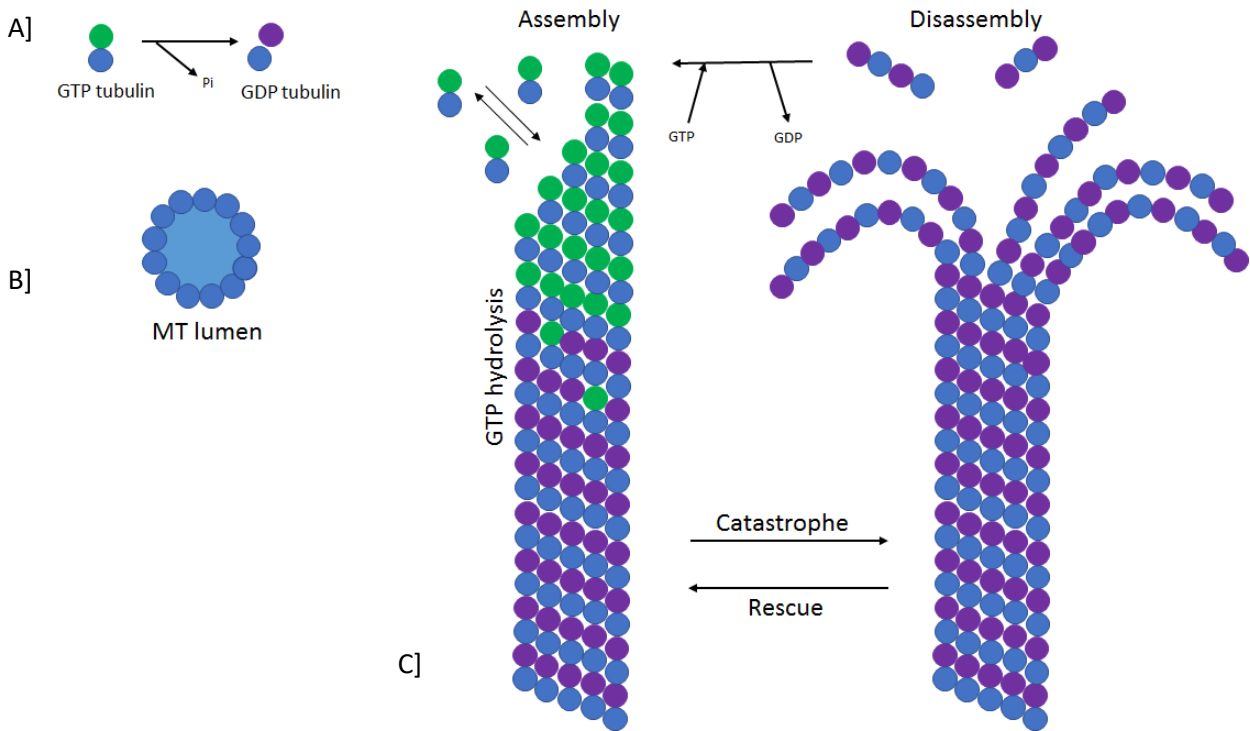 A]
GTP tubulin
Pi
GDP tubulin
B]
MT lumen
C]
Assembly
Disassembly
GTP
GDP
GTP hydrolysis
Catastrophe
Rescue